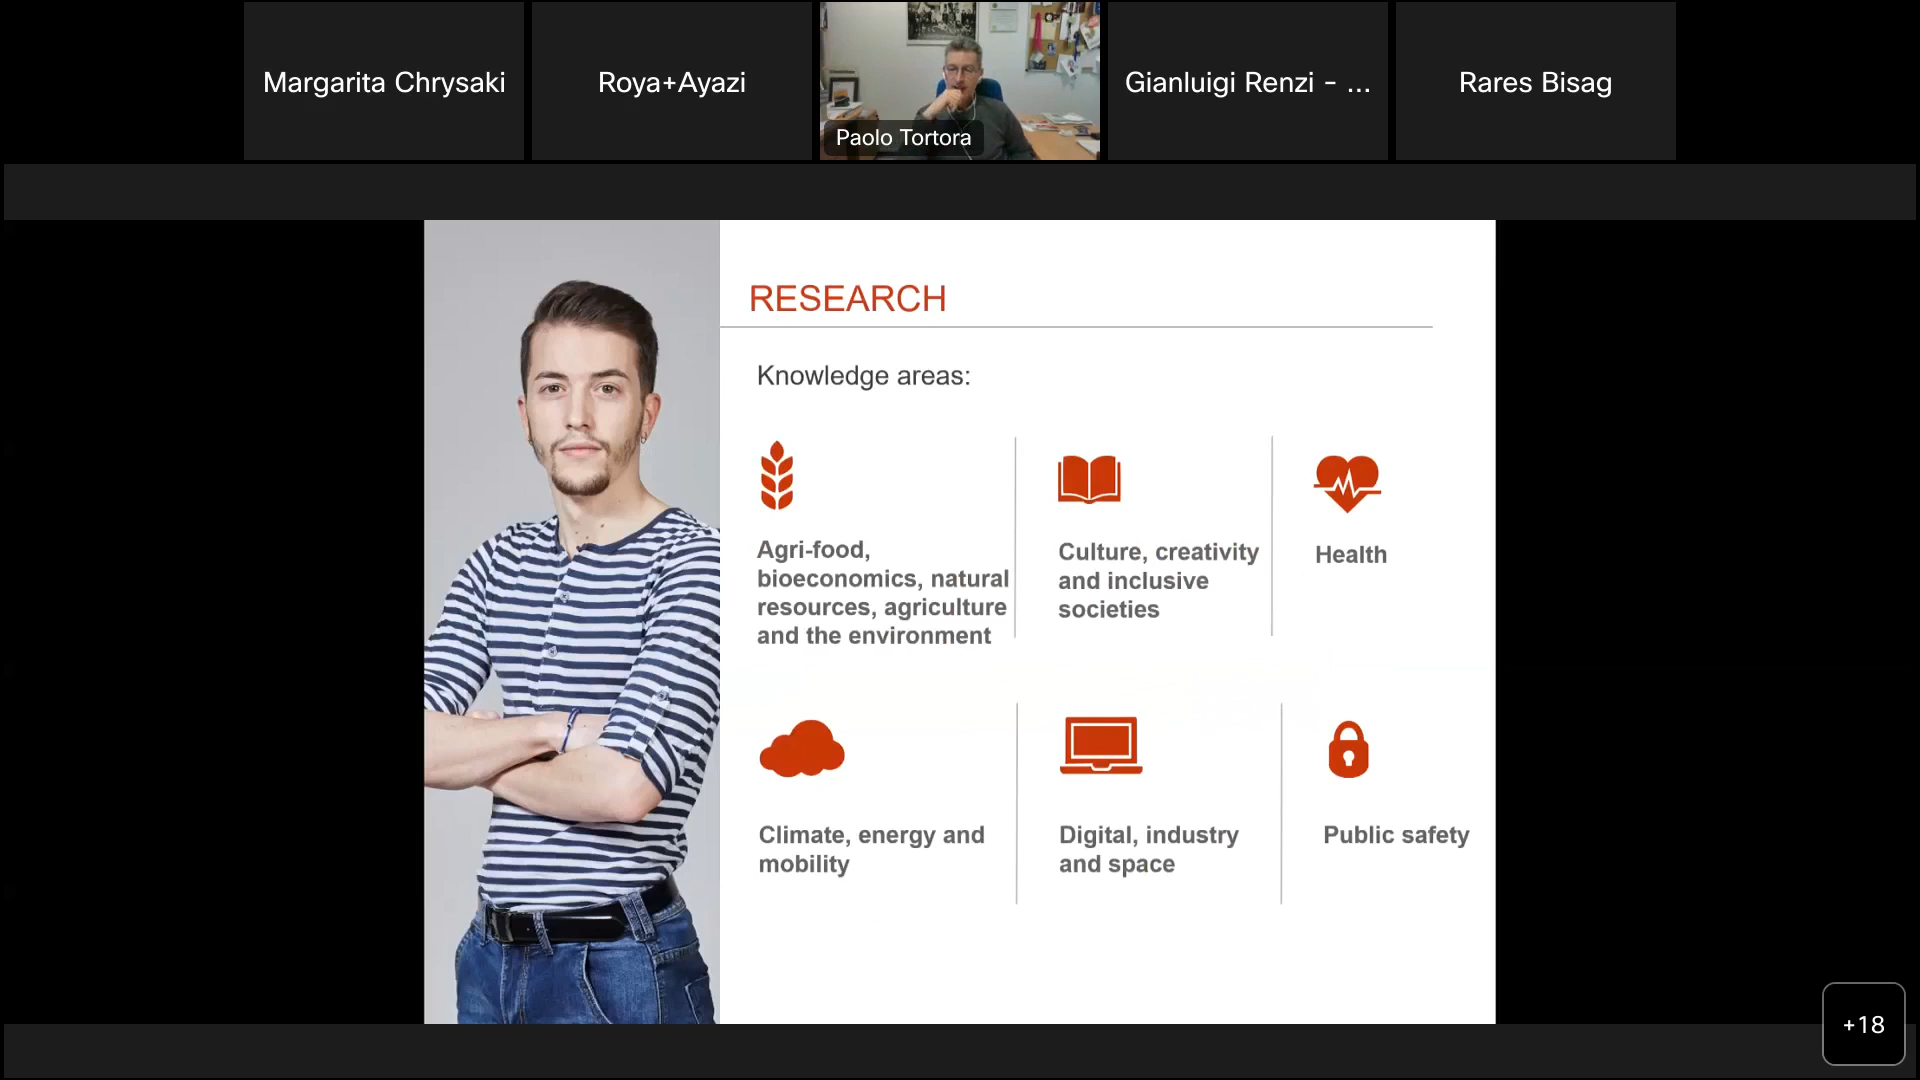 Margarita Chrysaki
Roya+Ayazi
Paolo Tortora
Gianluigi Renzi - ...
Rares Bisag
RESEARCH
Knowledge areas:
Agri-food,
bioeconomics, natural
resources, agriculture
and the environment
Culture, creativity
and inclusive
societies
Health
Climate, energy and
mobility
Digital, industry
and space
Public safety
+18